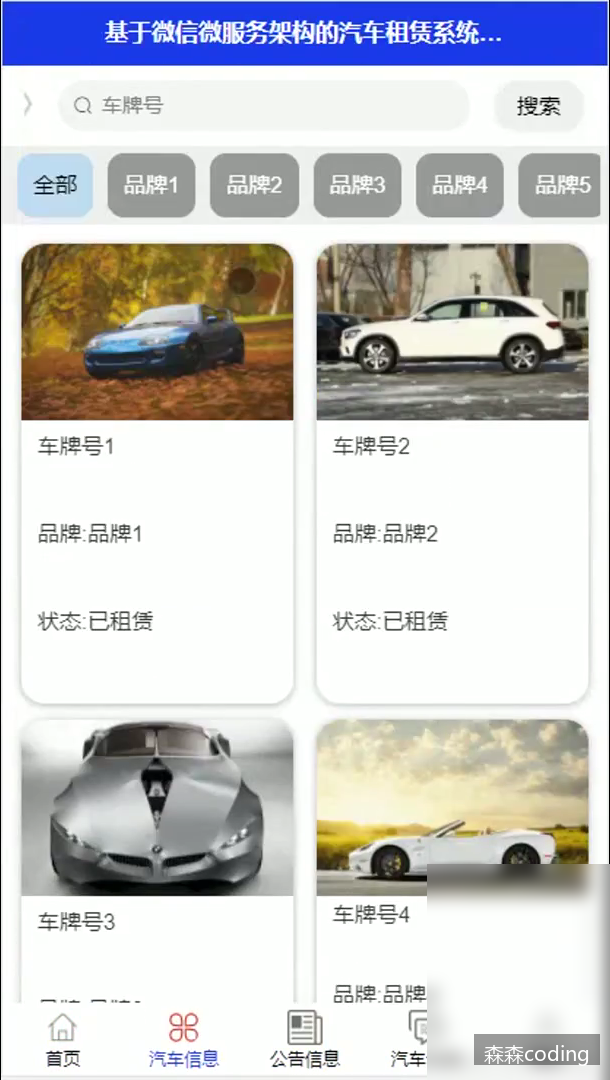 基于微信微服务架构的汽车租赁系统...
车牌号
搜索
全部 品牌1 品牌2 品牌3 品牌4 品牌5
车牌号1
车牌号2
品牌:品牌1
品牌:品牌2
状态:已租赁
状态:已租赁
车牌号3
车牌号4
品牌:品牌
首页 汽车信息 公告信息 汽车
森森coding